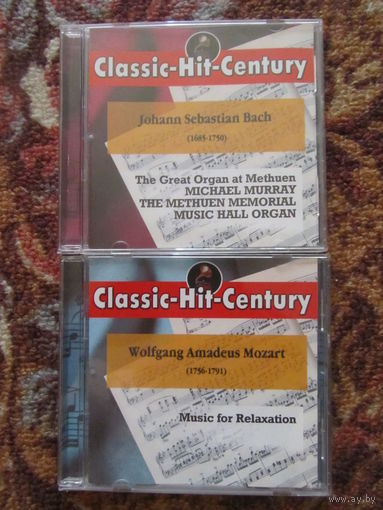 Classic-Hit-Century
Johann Sebastian Bach
(1685-1750)
The Great Organ at Methuen
MICHAEL MURRAY
THE METHUEN MEMORIAL
MUSIC HALL ORGAN
Classic-Hit-Century
Wolfgang Amadeus Mozart
(1756-1791)
Music for Relaxation
www.ay.by